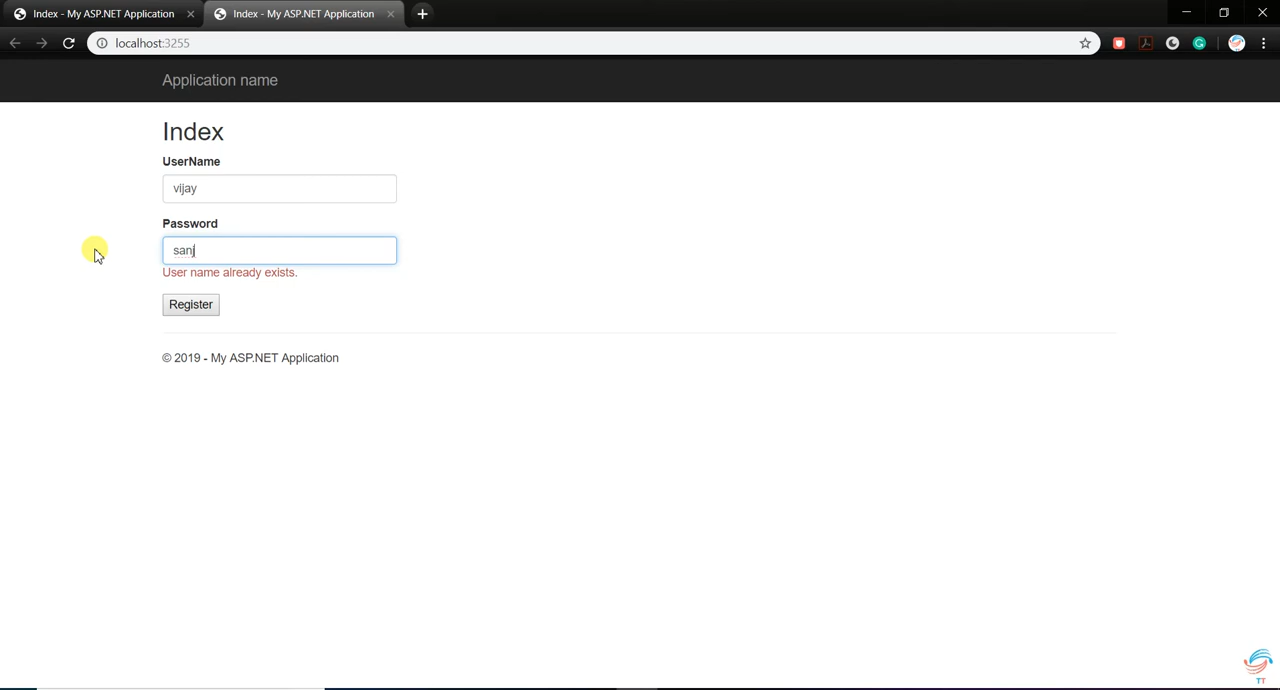 Index - My ASP.NET Application
Index - My ASP.NET Application
localhost:3255
Application name
Index
UserName
vijay
Password
sanj
User name already exists.
Register
© 2019 - My ASP.NET Application
TT